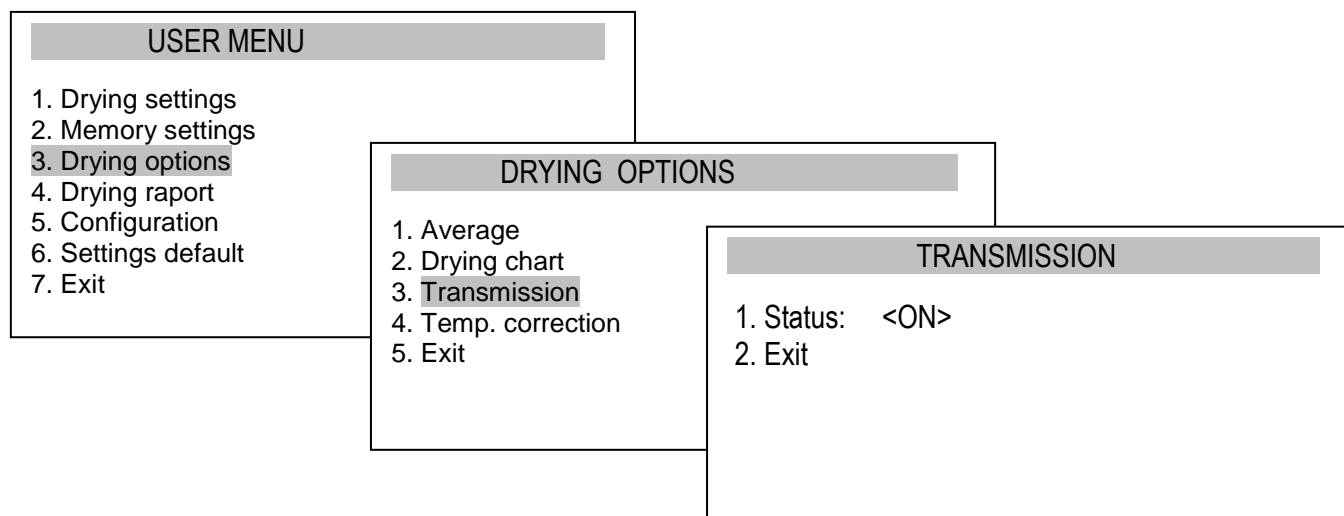 USER MENU
1. Drying settings
2. Memory settings
3. Drying options
4. Drying raport
5. Configuration
6. Settings default
7. Exit
DRYING OPTIONS
1. Average
2. Drying chart
3. Transmission
4. Temp. correction
5. Exit
TRANSMISSION
1. Status: <ON>
2. Exit